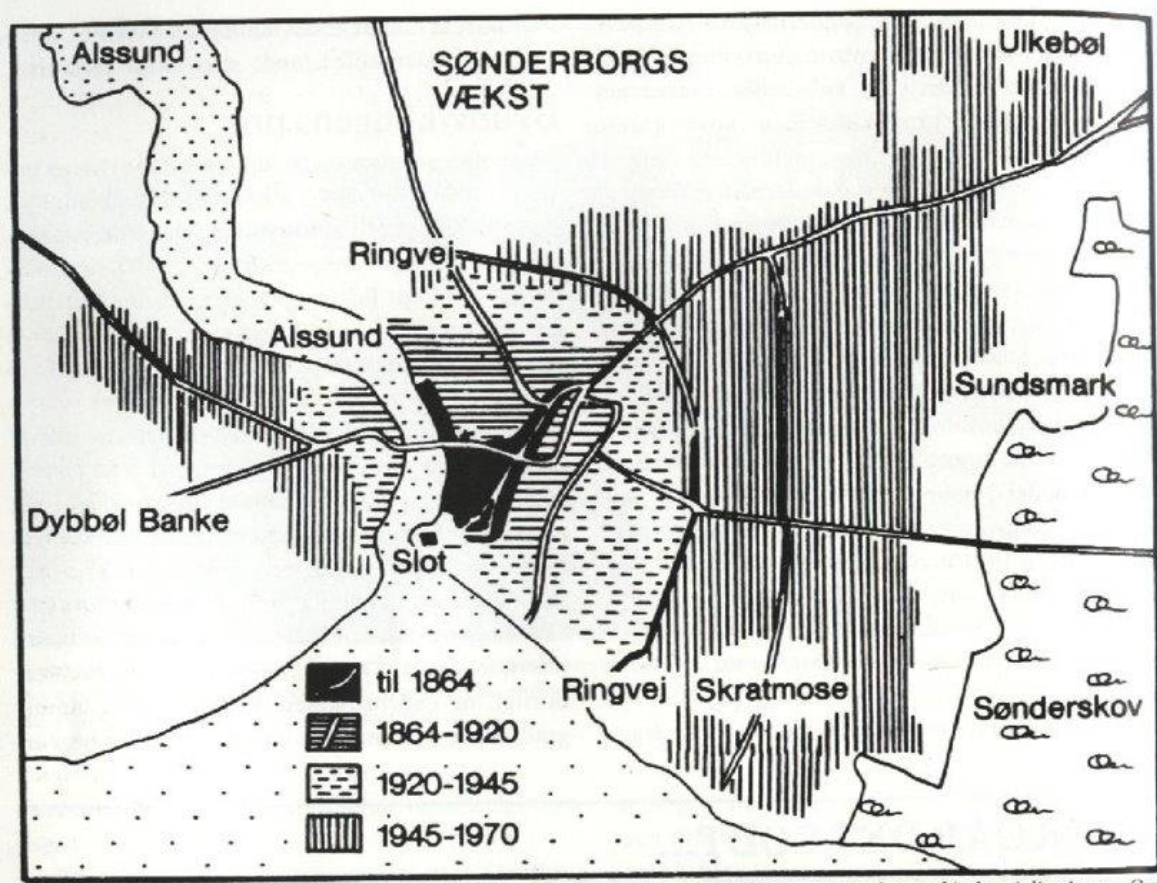 Alssund
SØNDERBORGS
VÆKST
Ulkebøl
Ringvej
Alssund
Sundsmark
Dybbøl Banke
Slot
Ringvej
Skratmose
Sønderskov
til 1864
1864-1920
1920-1945
1945-1970